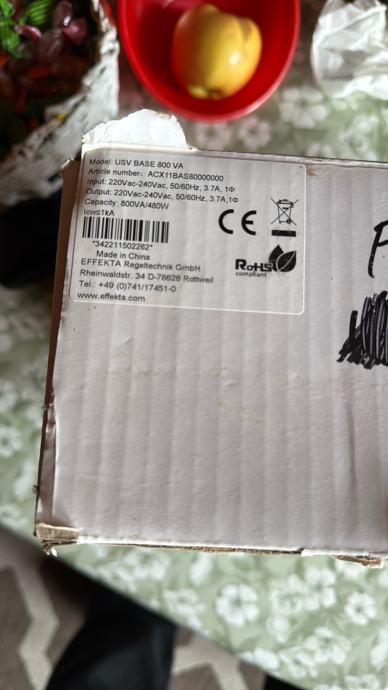 Model: USV BASE 800 VA
Article number: ACX11BAS80000000
Input: 220Vac-240Vac, 50/60Hz, 3.7A, 1Φ
Output: 220Vac-240Vac, 50/60Hz, 3.7A,1Φ
Capacity: 800VA/480W
Icw≤1kA
*342211502262*
Made in China
EFFEKTA Regeltechnik GmbH
Rheinwaldstr. 34 D-78628 Rottweil
Tel.: +49 (0)741/17451-0
www.effekta.com
CE
RoHS
compliant